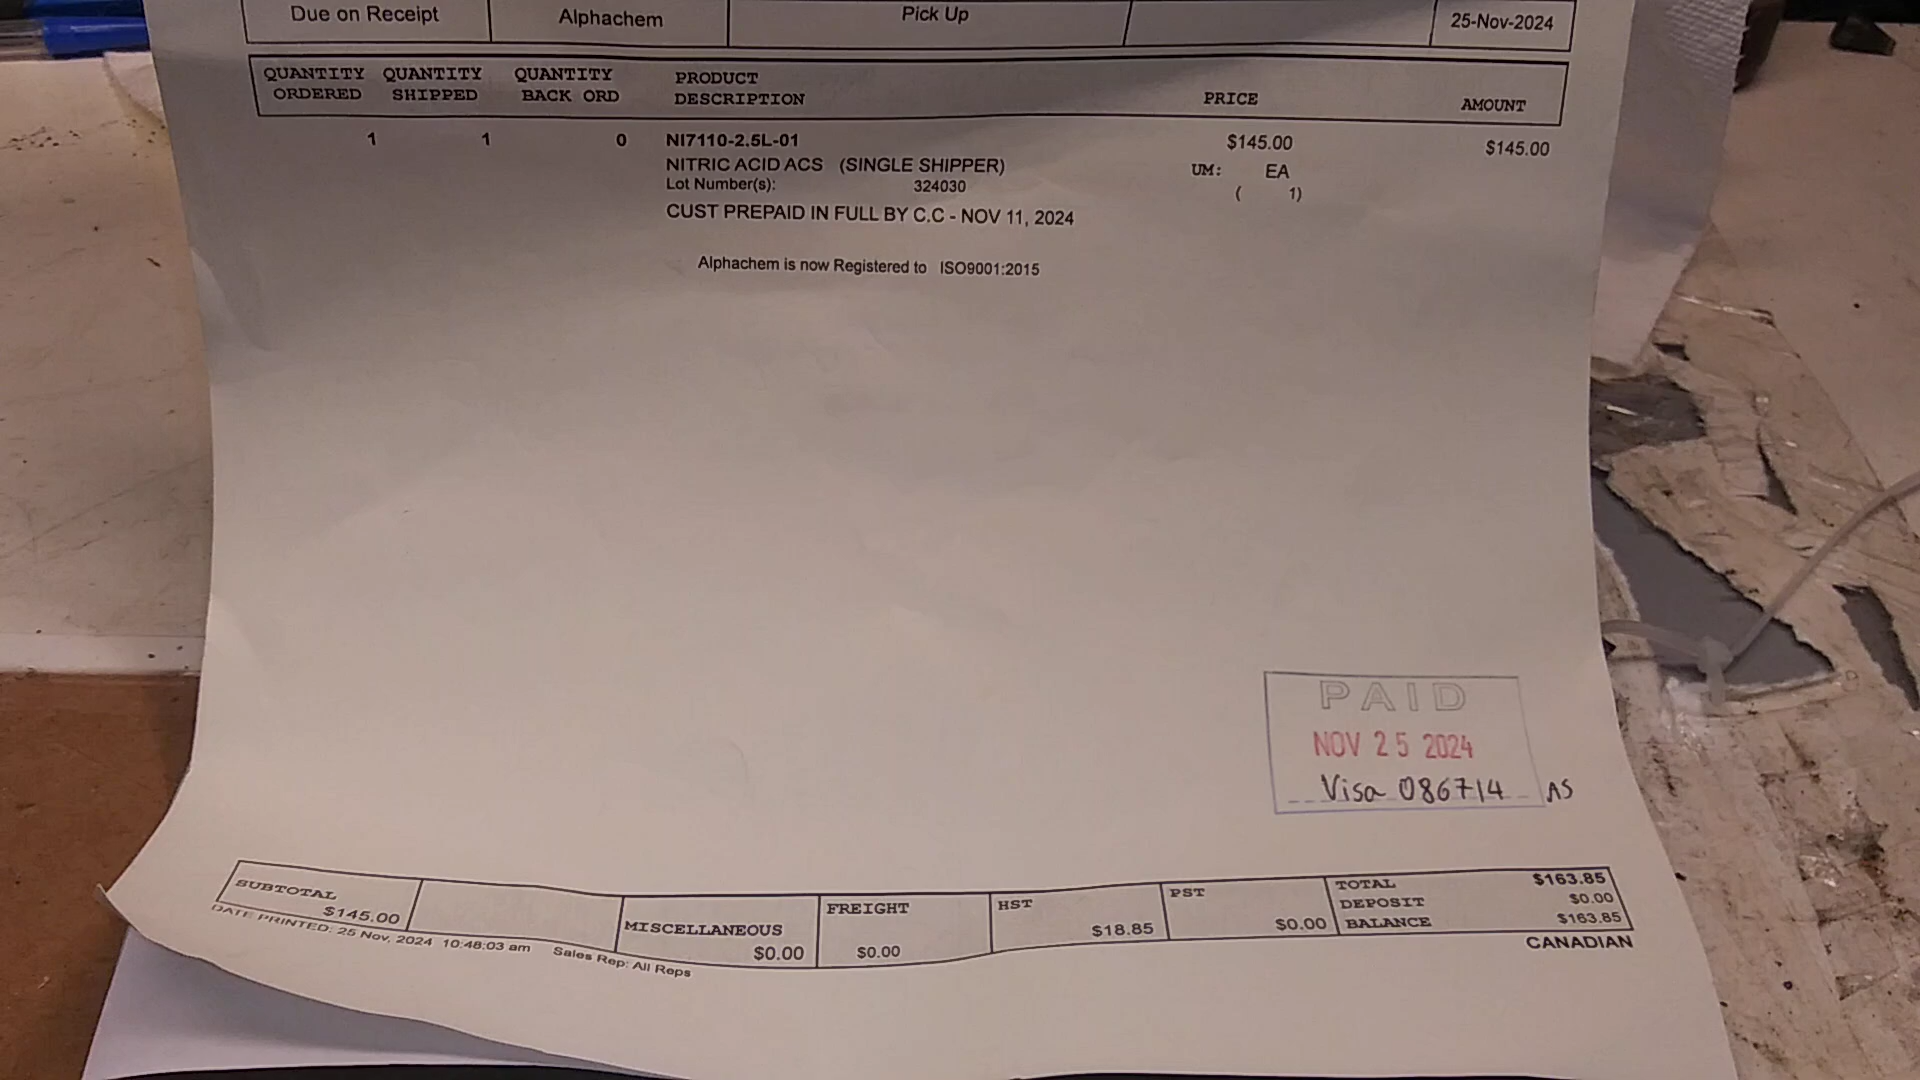 Due on Receipt Alphachem Pick Up 25-Nov-2024
QUANTITY ORDERED QUANTITY SHIPPED QUANTITY BACK ORD PRODUCT DESCRIPTION PRICE AMOUNT
1 1 0 NI7110-2.5L-01 $145.00 $145.00
NITRIC ACID ACS (SINGLE SHIPPER) UM: EA
Lot Number(s): 324030 ( 1)
CUST PREPAID IN FULL BY C.C - NOV 11, 2024
Alphachem is now Registered to ISO9001:2015
PAID
NOV 25 2024
Visa 086714 AS
SUBTOTAL $145.00
MISCELLANEOUS $0.00
FREIGHT $0.00
HST $18.85
PST $0.00
TOTAL $163.85
DEPOSIT $0.00
BALANCE $163.85
DATE PRINTED: 25 Nov, 2024 10:48:03 am Sales Rep: All Reps
CANADIAN